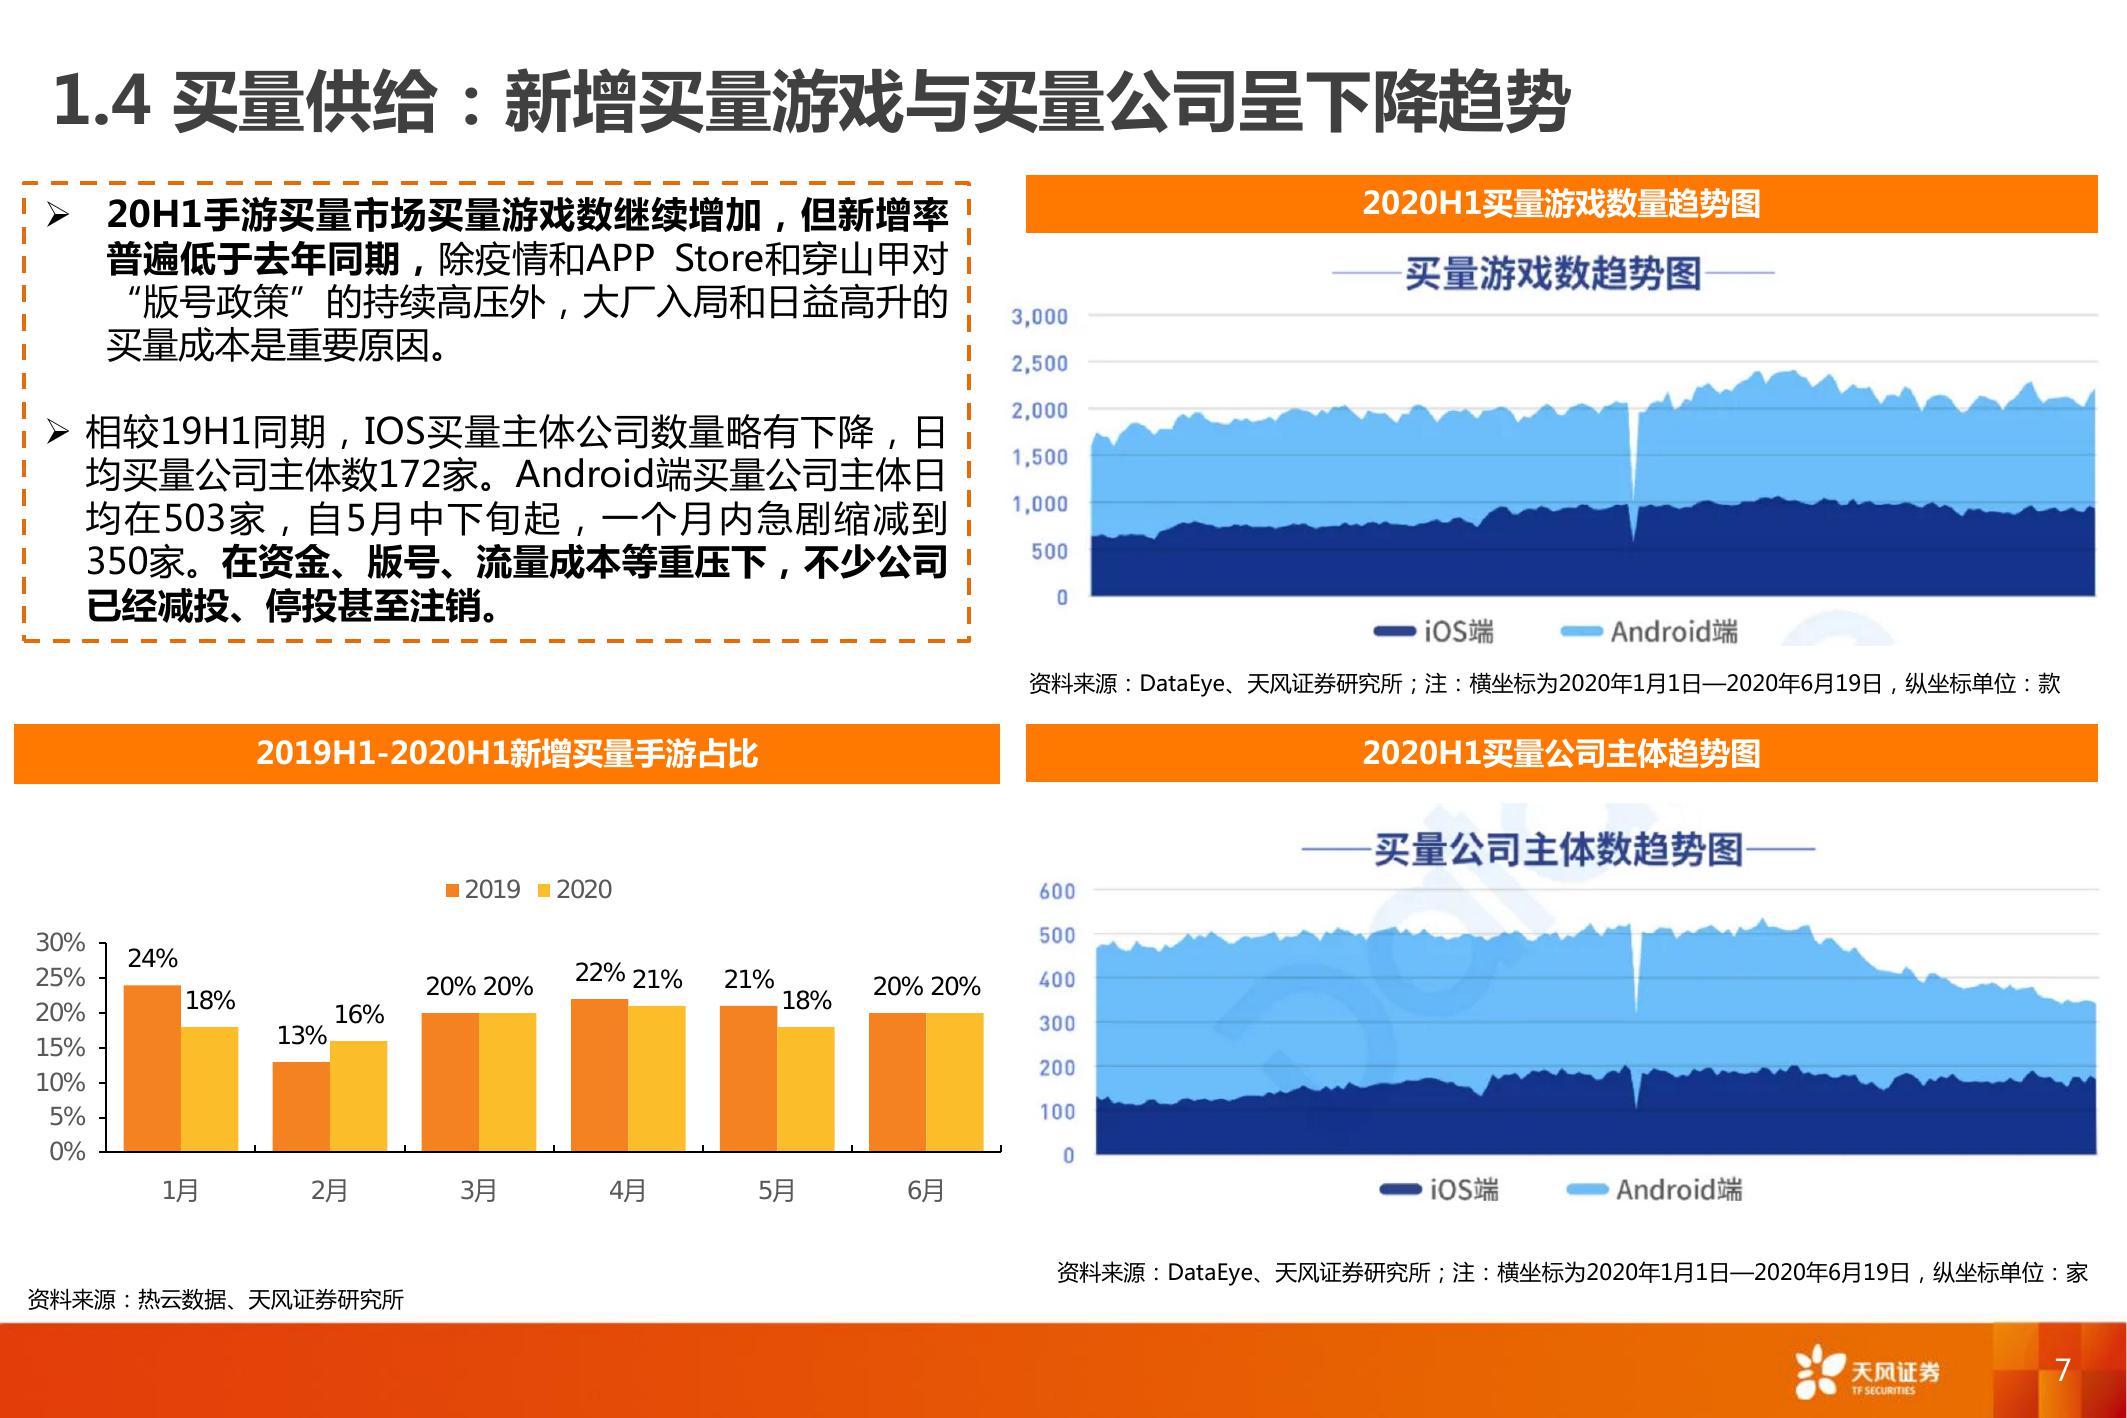 1.4 买量供给：新增买量游戏与买量公司呈下降趋势
➢ 20H1手游买量市场买量游戏数继续增加，但新增率
普遍低于去年同期，除疫情和APP Store和穿山甲对
“版号政策”的持续高压外，大厂入局和日益高升的
买量成本是重要原因。
➢ 相较19H1同期，IOS买量主体公司数量略有下降，日
均买量公司主体数172家。Android端买量公司主体日
均在503家，自5月中下旬起，一个月内急剧缩减到
350家。在资金、版号、流量成本等重压下，不少公司
已经减投、停投甚至注销。
2020H1买量游戏数量趋势图
买量游戏数趋势图
3,000
2,500
2,000
1,500
1,000
500
0
iOS端 Android端
资料来源：DataEye、天风证券研究所；注：横坐标为2020年1月1日—2020年6月19日，纵坐标单位：款
2019H1-2020H1新增买量手游占比
2019 2020
30%
25%
20%
15%
10%
5%
0%
24% 18% 13% 16% 20% 20% 22% 21% 21% 18% 20% 20%
1月 2月 3月 4月 5月 6月
资料来源：热云数据、天风证券研究所
2020H1买量公司主体趋势图
买量公司主体数趋势图
600
500
400
300
200
100
0
iOS端 Android端
资料来源：DataEye、天风证券研究所；注：横坐标为2020年1月1日—2020年6月19日，纵坐标单位：家
天风证券
TF SECURITIES
7